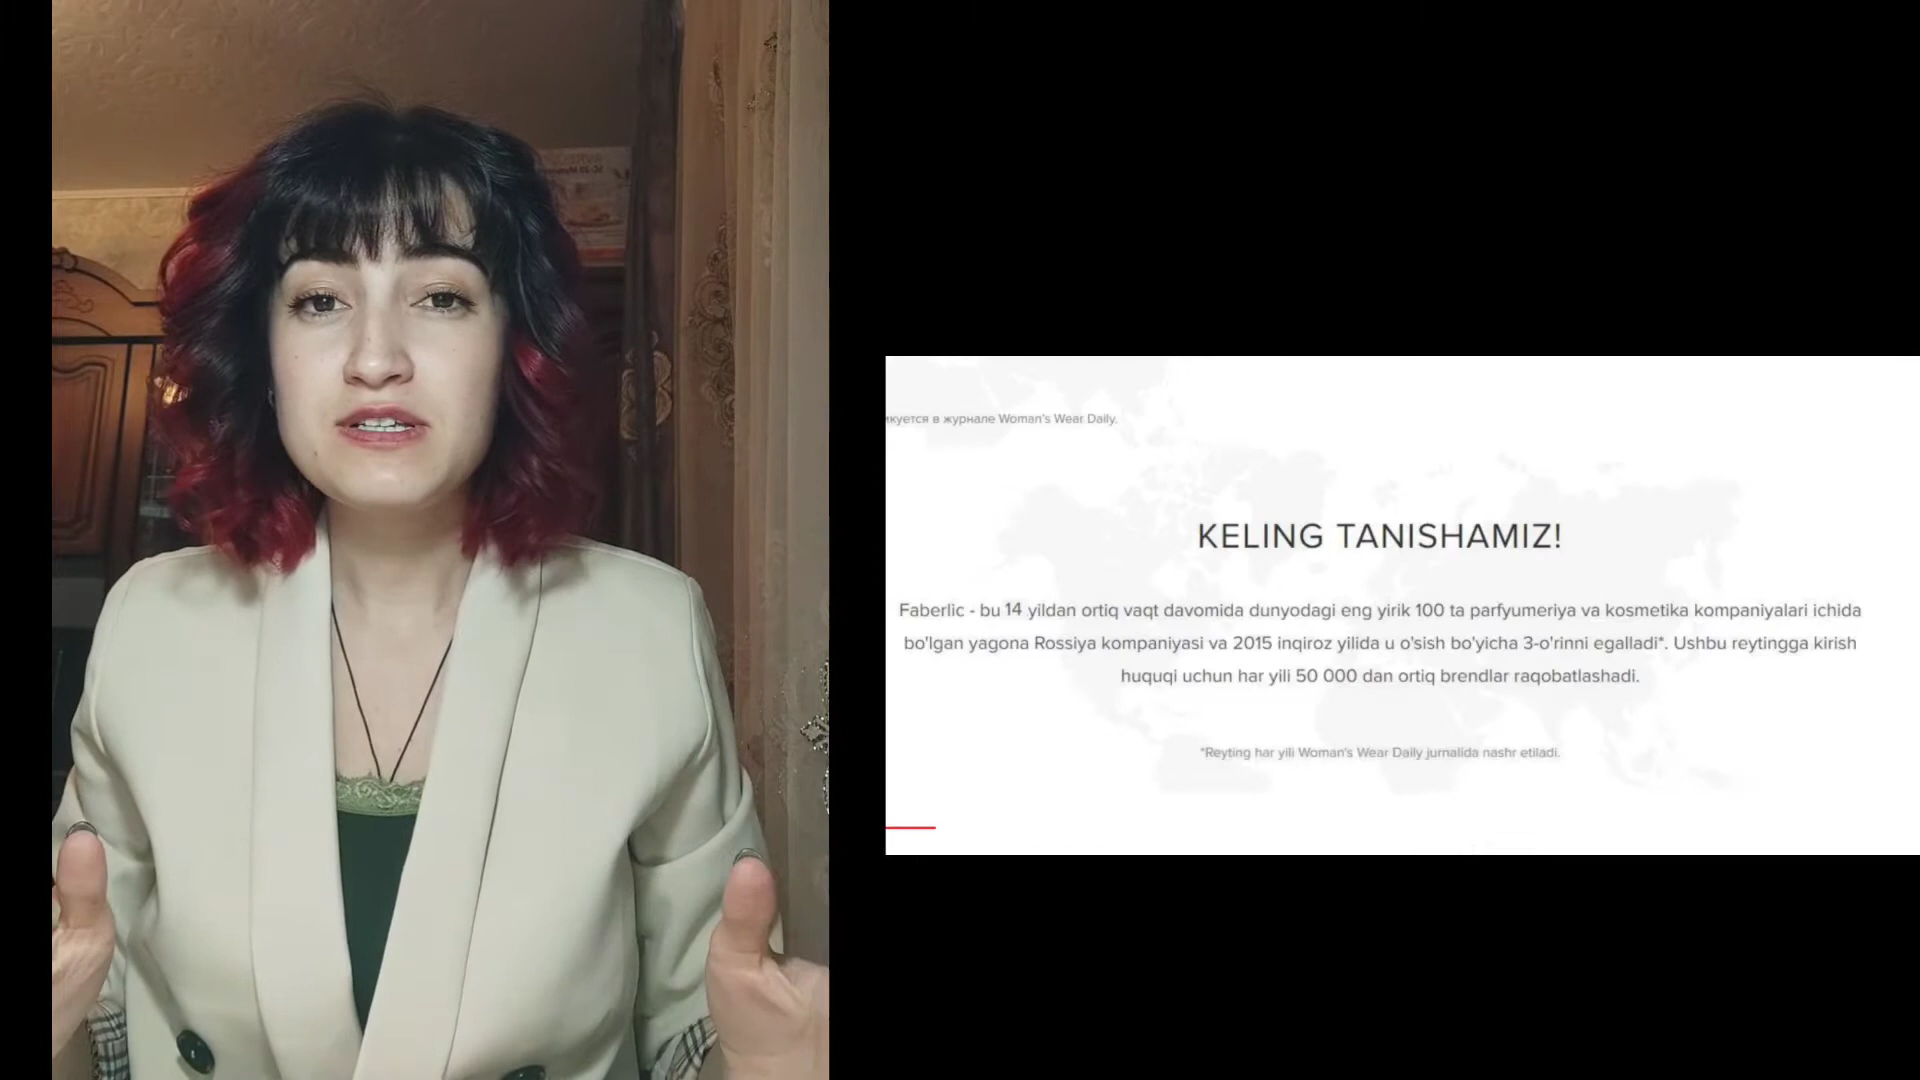 в журнале Woman's Wear Daily.
KELING TANISHAMIZ!
Faberlic - bu 14 yildan ortiq vaqt davomida dunyodagi eng yirik 100 ta parfyumeriya va kosmetika kompaniyalari ichida
bo'lgan yagona Rossiya kompaniyasi va 2015 inqiroz yilida u o'sish bo'yicha 3-o'rinni egalladi*. Ushbu reytingga kirish
huquqi uchun har yili 50 000 dan ortiq brendlar raqobatlashadi.
*Reyting har yili Woman's Wear Daily jurnalida nashr etiladi.